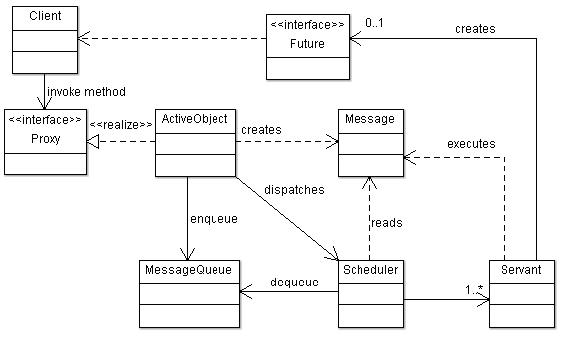 Client
<<interface>>
Future
0..1
creates
invoke method
<<interface>>
Proxy
<<realize>>
ActiveObject
creates
Message
executes
dispatches
enqueue
reads
MessageQueue
dequeue
Scheduler
1..*
Servant